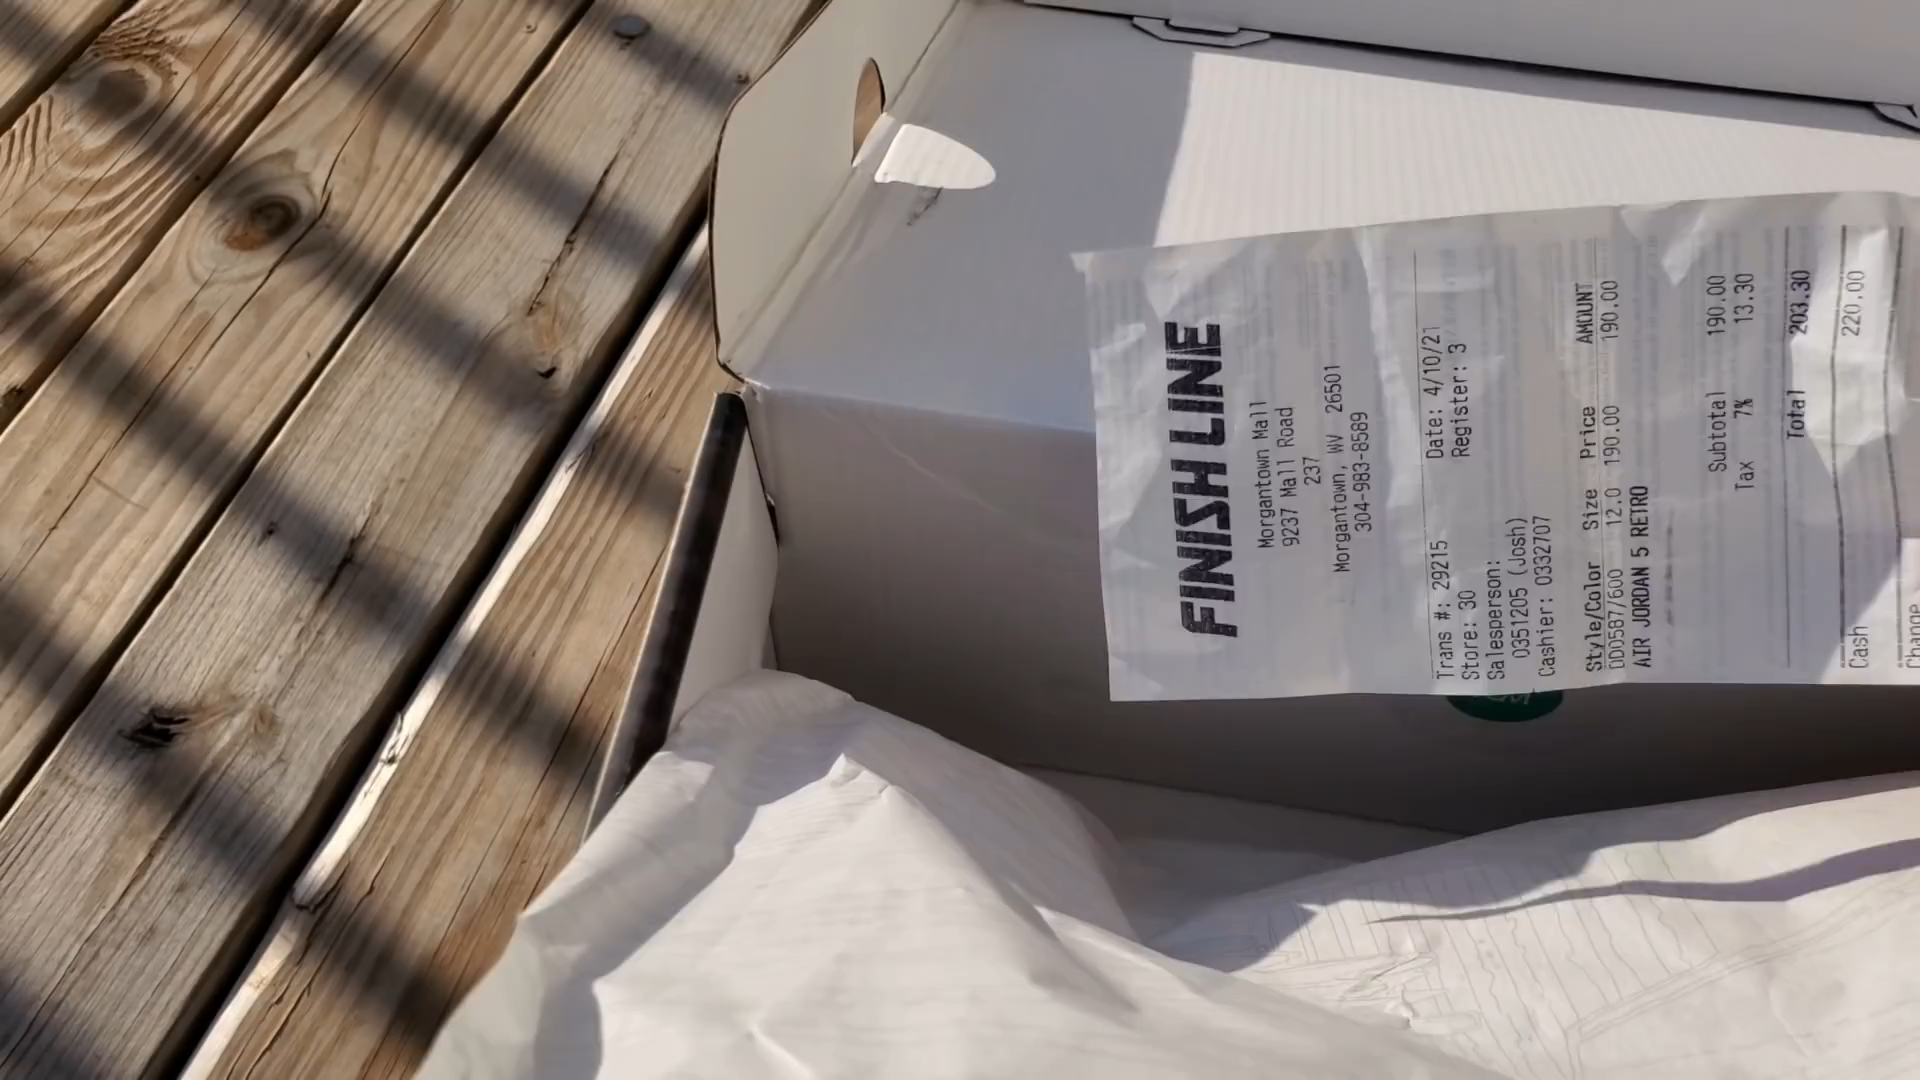 FINISH LINE
Morgantown Mall
9237 Mall Road
237
Morgantown, WV 26501
304-983-8589
Trans #: 29215 Date: 4/10/21
Store: 30 Register: 3
Salesperson:
0351205 (Josh)
Cashier: 0332707
Style/Color Size Price AMOUNT
DD0587/600 12.0 190.00 190.00
AIR JORDAN 5 RETRO
Subtotal 190.00
Tax 7% 13.30
Total 203.30
Cash 220.00
Change